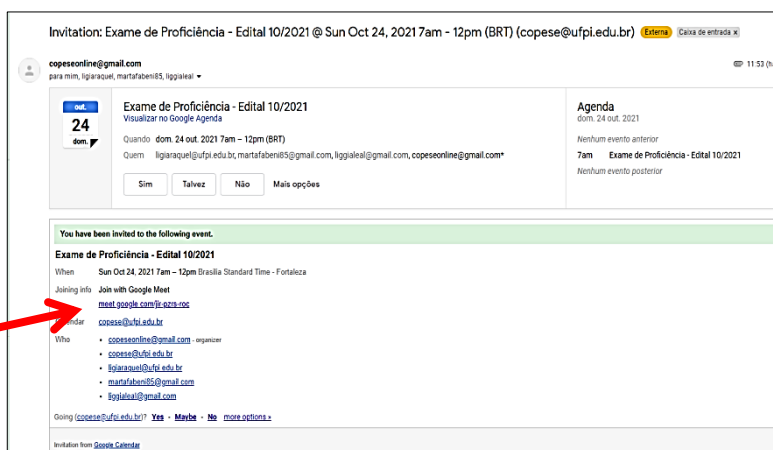 Invitation: Exame de Proficiência - Edital 10/2021 @ Sun Oct 24, 2021 7am - 12pm (BRT) (copese@ufpi.edu.br) Externa Caixa de entrada x
copeseonline@gmail.com 11:53 (h
para mim, ligiaraquel, martafabeni85, liggialeal
out.
24
dom.
Exame de Proficiência - Edital 10/2021
Visualizar no Google Agenda
Quando dom. 24 out. 2021 7am – 12pm (BRT)
Quem ligiaraquel@ufpi.edu.br, martafabeni85@gmail.com, liggialeal@gmail.com, copeseonline@gmail.com*
Sim Talvez Não Mais opções
Agenda
dom. 24 out. 2021
Nenhum evento anterior
7am Exame de Proficiência - Edital 10/2021
Nenhum evento posterior
You have been invited to the following event.
Exame de Proficiência - Edital 10/2021
When Sun Oct 24, 2021 7am – 12pm Brasilia Standard Time - Fortaleza
Joining info Join with Google Meet
meet.google.com/jir-pzrs-roc
endar copese@ufpi.edu.br
Who • copeseonline@gmail.com - organizer
• copese@ufpi.edu.br
• ligiaraquel@ufpi.edu.br
• martafabeni85@gmail.com
• liggialeal@gmail.com
Going (copese@ufpi.edu.br)? Yes - Maybe - No more options »
Invitation from Google Calendar